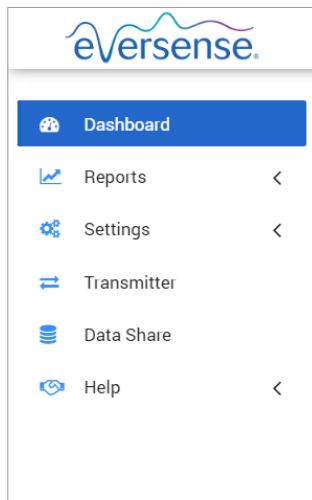 eversense®
Dashboard
Reports
Settings
Transmitter
Data Share
Help